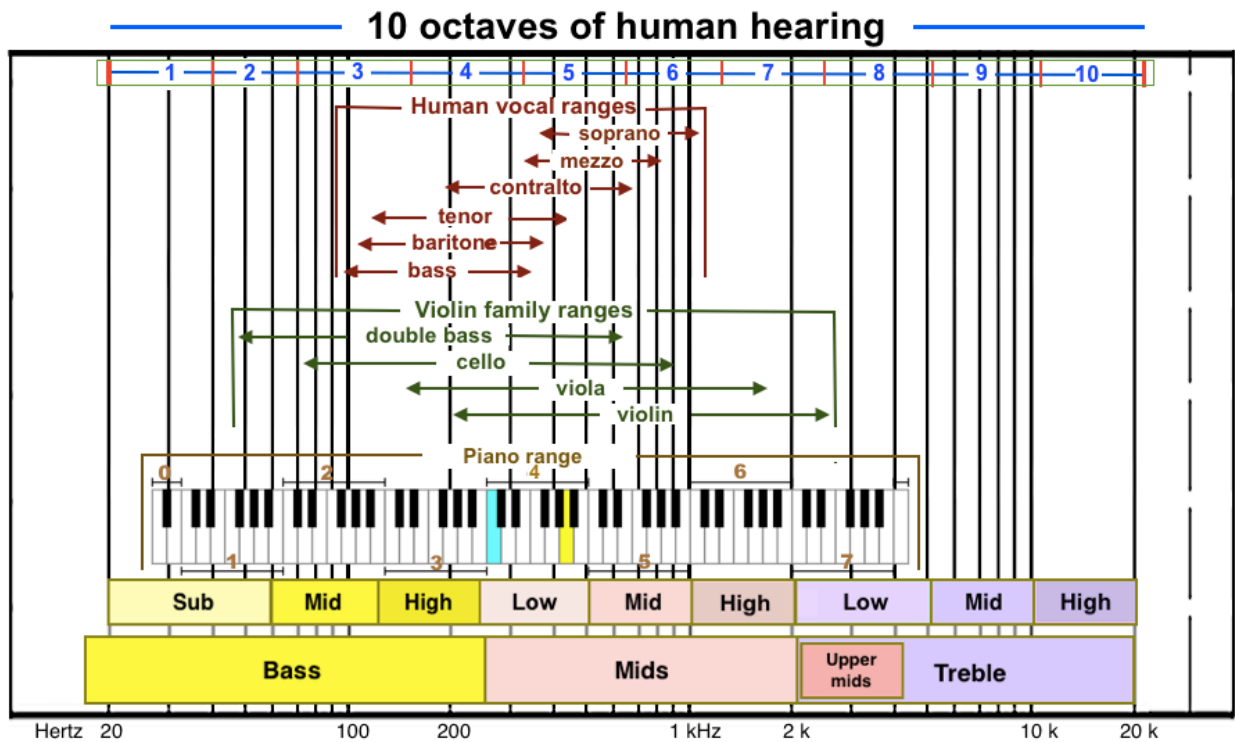 10 octaves of human hearing
1 2 3 4 5 6 7 8 9 10
Human vocal ranges
soprano
mezzo
contralto
tenor
baritone
bass
Violin family ranges
double bass
cello
viola
violin
Piano range
0 2 4 6
1 3 5 7
Sub Mid High Low Mid High Low Mid High
Bass Mids Upper mids Treble
Hertz 20 100 200 1 kHz 2 k 10 k 20 k